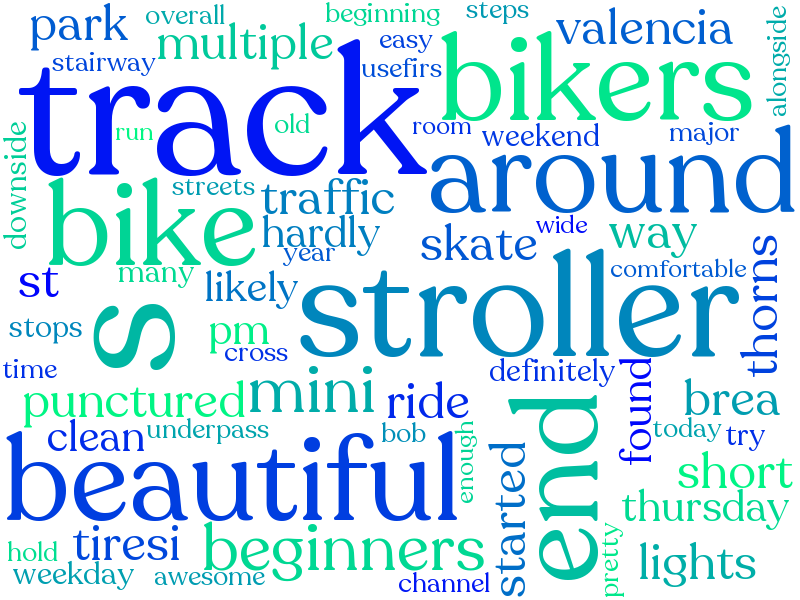 overall
beginning
steps
park
multiple
easy
valencia
alongside
stairway
usefirs
bikers
track
run
old
room
weekend
major
downside
around
bike
streets
traffic
hardly
year
wide
way
skate
st
many
likely
comfortable
thorns
stroller
s
stops
pm
cross
time
definitely
found
punctured
mini
ride
brea
clean
underpass
bob
enough
end
today
try
beautiful
started
short
thursday
tiresi
beginners
pretty
lights
hold
weekday
awesome
channel